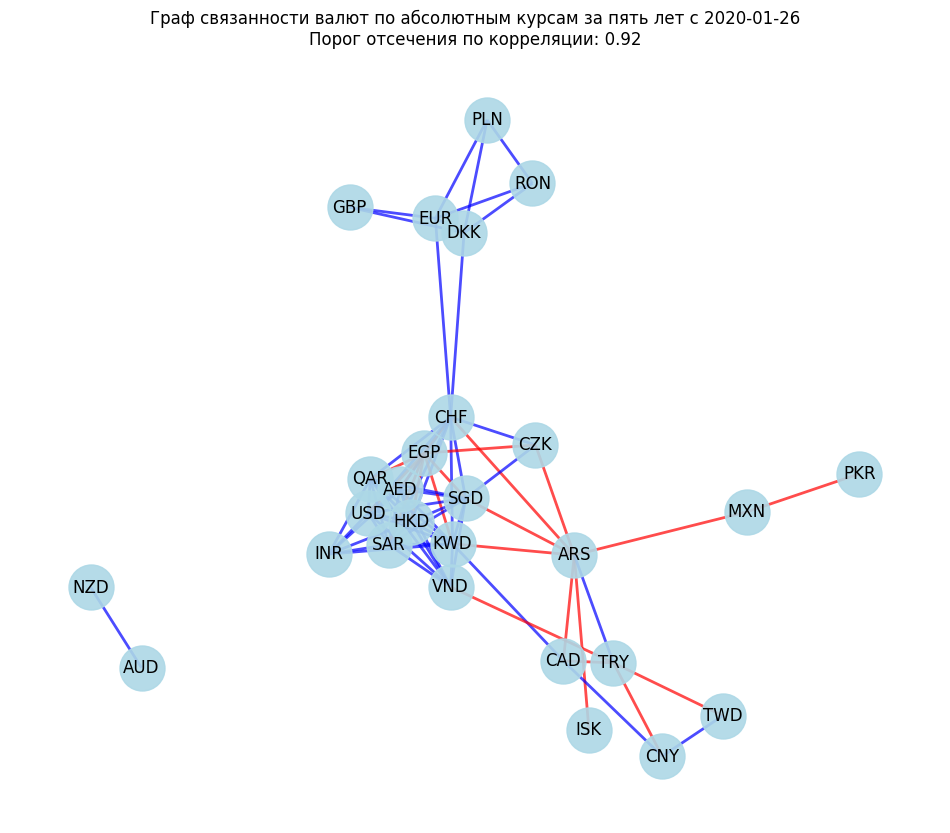 Граф связанности валют по абсолютным курсам за пять лет с 2020-01-26
Порог отсечения по корреляции: 0.92
PLN
RON
GBP
EUR
DKK
CHF
CZK
EGP
QAR
AED
SGD
PKR
MXN
USD
HKD
INR
SAR
KWD
ARS
NZD
VND
AUD
CAD
TRY
TWD
ISK
CNY